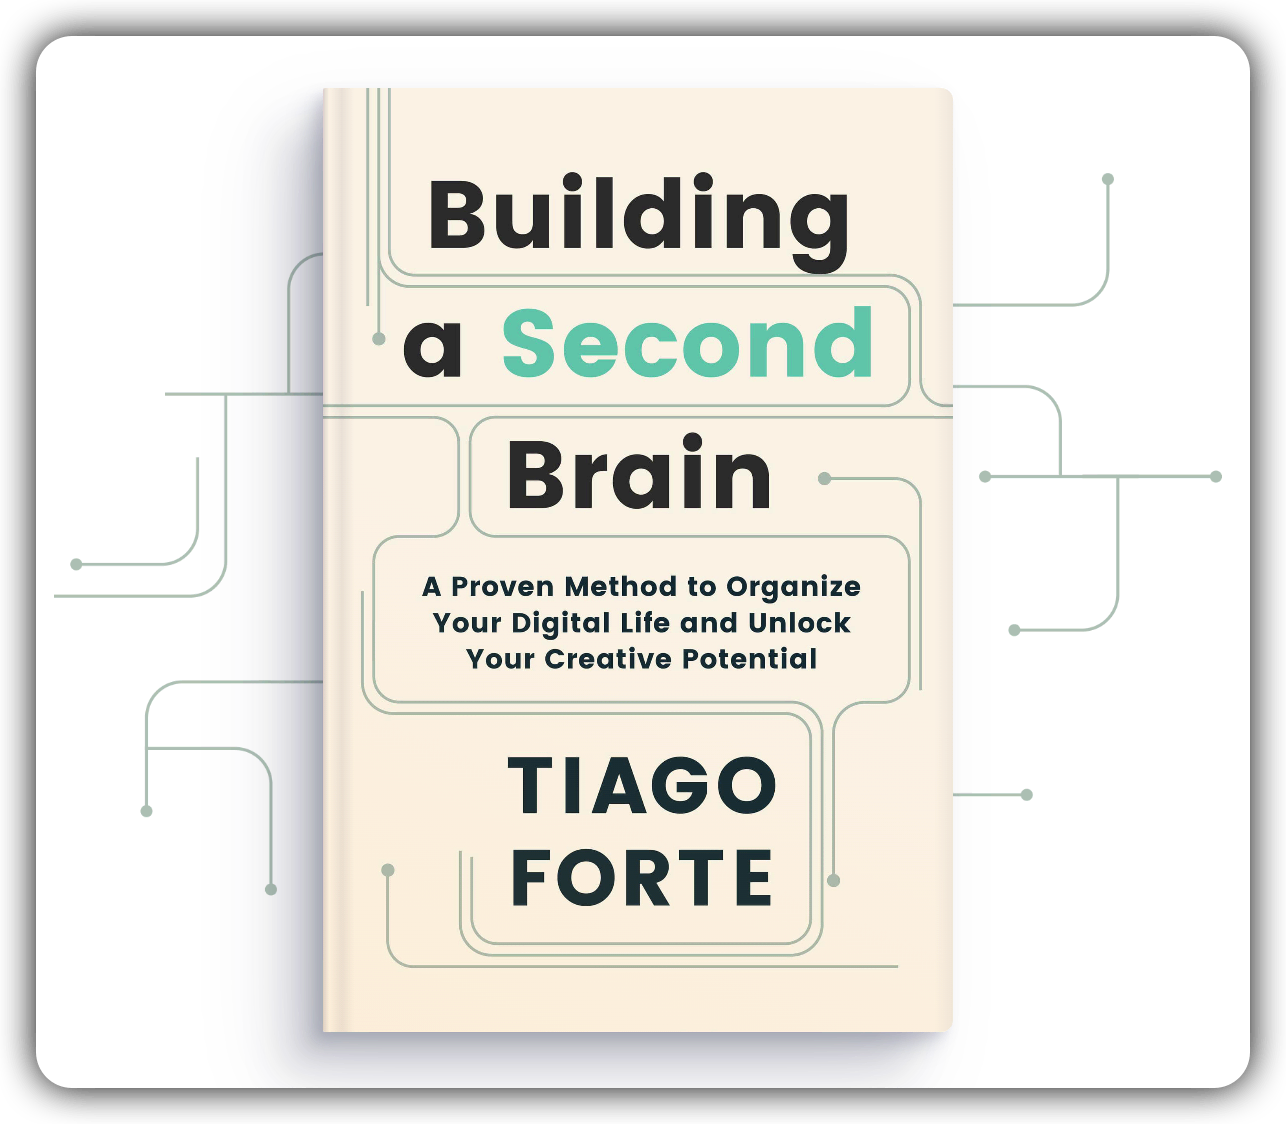 Building
a Second
Brain
A Proven Method to Organize
Your Digital Life and Unlock
Your Creative Potential
TIAGO
FORTE